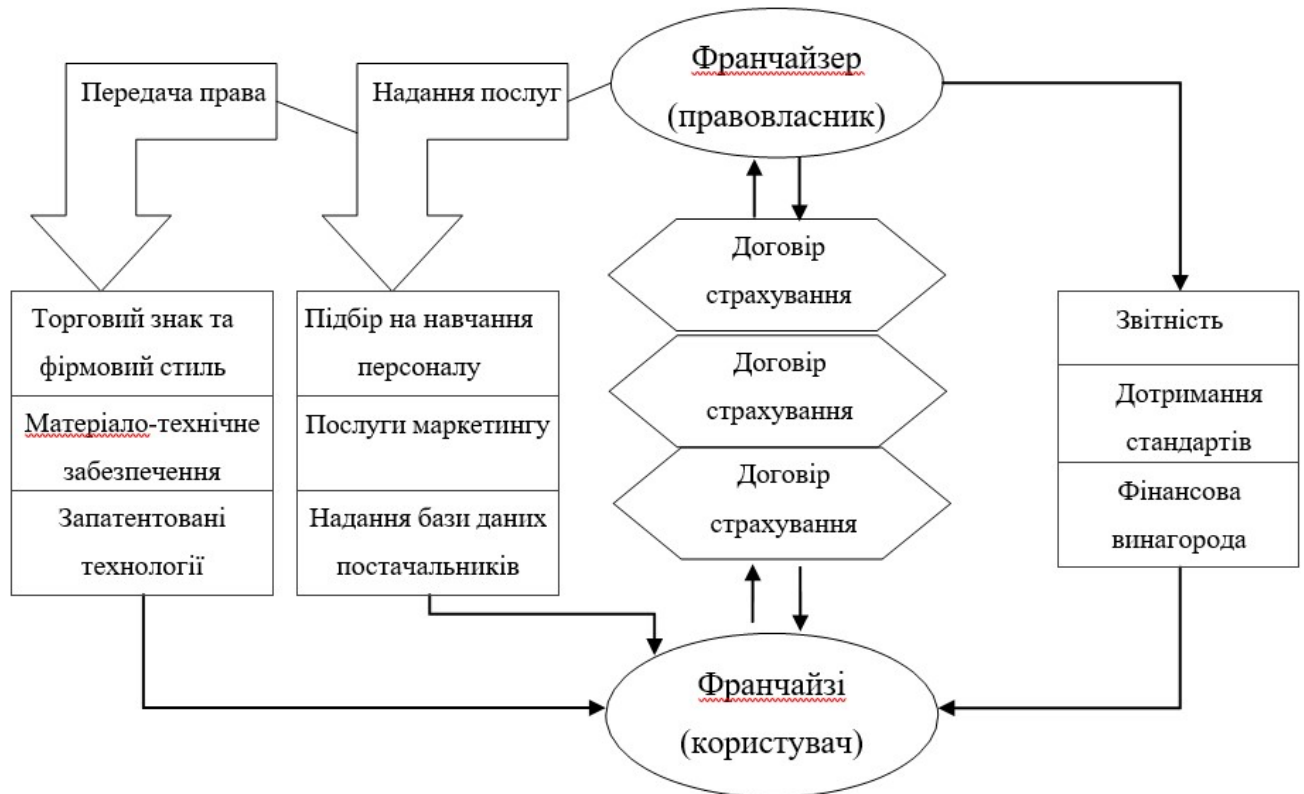 Франчайзер
(правовласник)
Передача права
Надання послуг
Торговий знак та
фірмовий стиль
Матеріало-технічне
забезпечення
Запатентовані
технології
Підбір на навчання
персоналу
Послуги маркетингу
Надання бази даних
постачальників
Договір
страхування
Договір
страхування
Договір
страхування
Звітність
Дотримання
стандартів
Фінансова
винагорода
Франчайзі
(користувач)